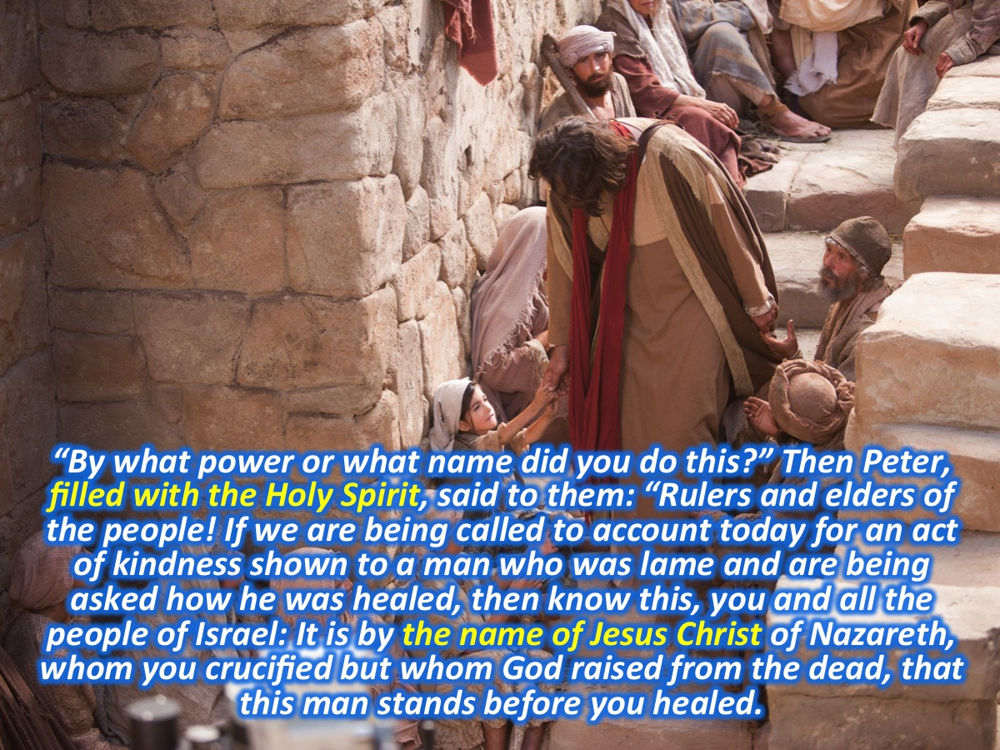 “By what power or what name did you do this?” Then Peter,
filled with the Holy Spirit, said to them: “Rulers and elders of
the people! If we are being called to account today for an act
of kindness shown to a man who was lame and are being
asked how he was healed, then know this, you and all the
people of Israel: It is by the name of Jesus Christ of Nazareth,
whom you crucified but whom God raised from the dead, that
this man stands before you healed.